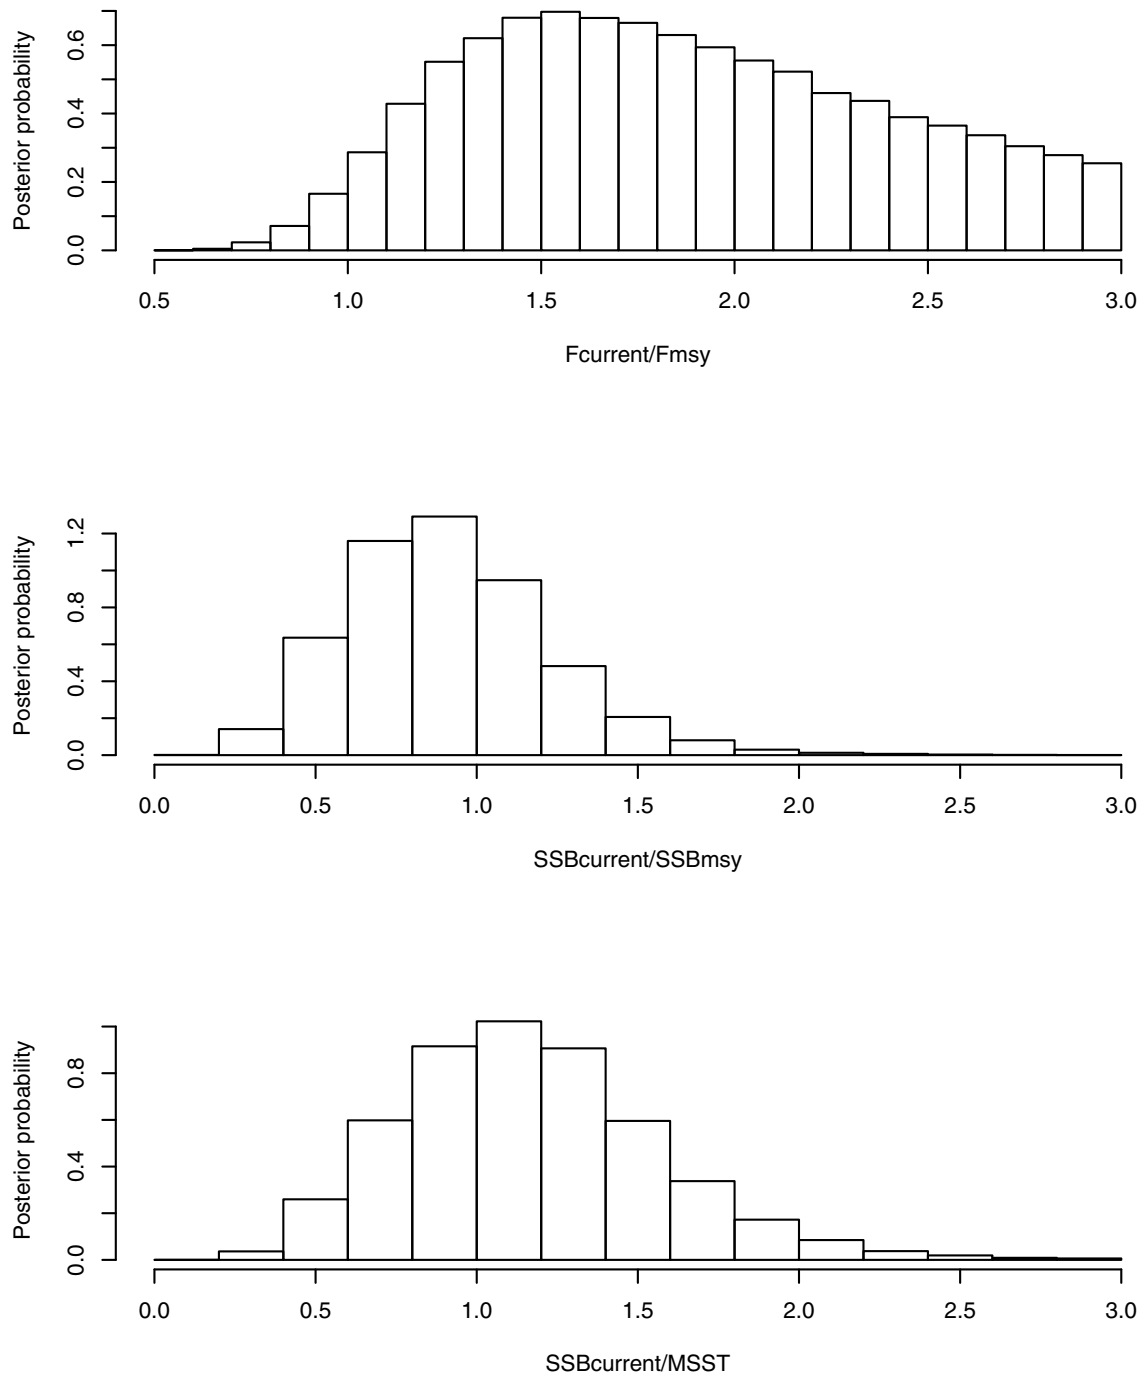 Posterior probability
0.0 0.2 0.4 0.6
0.5 1.0 1.5 2.0 2.5 3.0
Fcurrent/Fmsy
Posterior probability
0.0 0.4 0.8 1.2
0.0 0.5 1.0 1.5 2.0 2.5 3.0
SSBcurrent/SSBmsy
Posterior probability
0.0 0.4 0.8
0.0 0.5 1.0 1.5 2.0 2.5 3.0
SSBcurrent/MSST